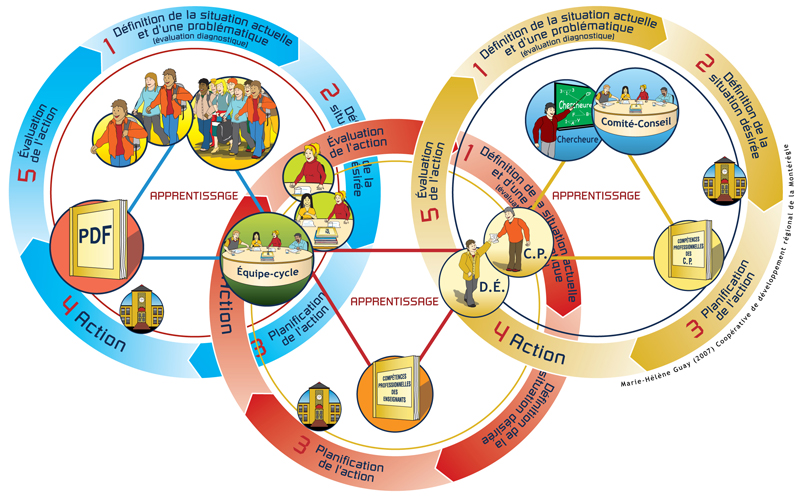 1 Définition de la situation actuelle
et d'une problématique
(évaluation diagnostique)
2
Dé
de la
désirée
3
Planification
de l'action
4 Action
5 Évaluation
de l'action
APPRENTISSAGE
PDF
Équipe-cycle
Évaluation
de l'action
1 Définition de la situation actuelle
et d'une
ique
(évalua
Définition
de la
situation désirée
3
Planification
de l'action
Action
APPRENTISSAGE
COMPÉTENCES
PROFESSIONNELLES
DES
ENSEIGNANTS
D.É.
C.P.
1 Définition de la situation actuelle
et d'une problématique
(évaluation diagnostique)
2 Définition de la
situation désirée
3 Planification
de l'action
4 Action
5 Évaluation
de l'action
APPRENTISSAGE
Chercheure
Chercheure
Comité-Conseil
COMPÉTENCES
PROFESSIONNELLES
DES
C.P.
Marie-Hélène Guay (2007) Coopérative de développement régional de la Montérégie